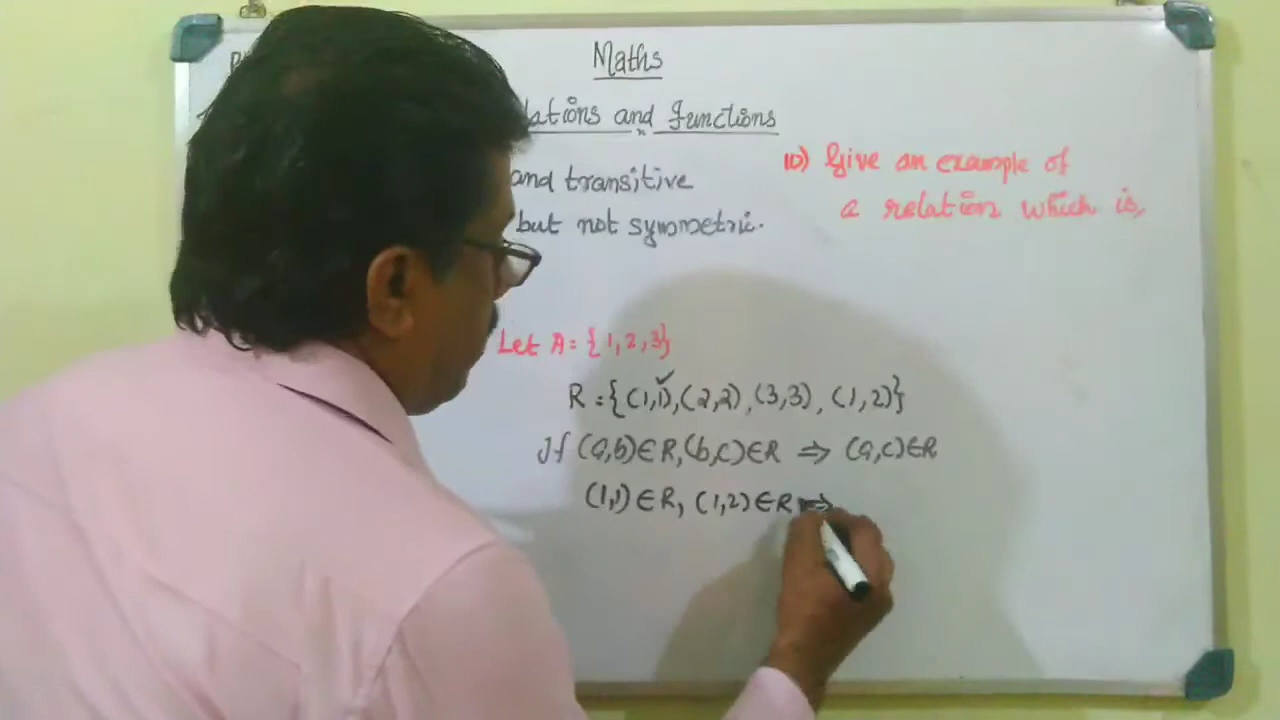 Maths
lations and Functions
and transitive
but not symmetric.
10) Give an example of
a relation which is,
Let A = {1, 2, 3}
R = {(1,1), (2,2), (3,3), (1,2)}
If (a,b)∈R, (b,c)∈R ⇒ (a,c)∈R
(1,1)∈R, (1,2)∈R ⇒